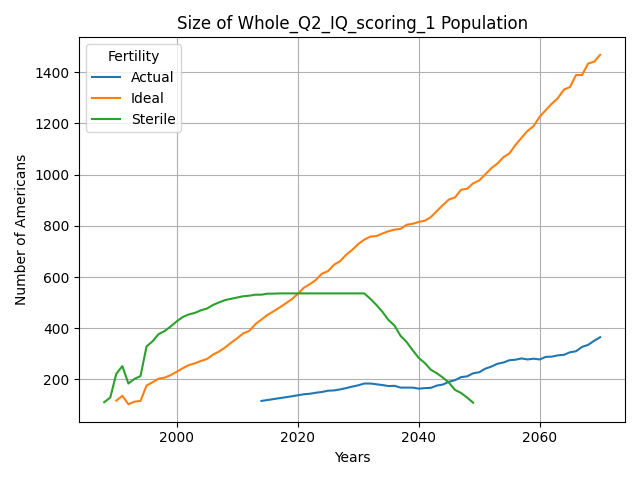 Size of Whole_Q2_IQ_scoring_1 Population
Fertility
Actual
Ideal
Sterile
Number of Americans
1400
1200
1000
800
600
400
200
2000
2020
2040
2060
Years